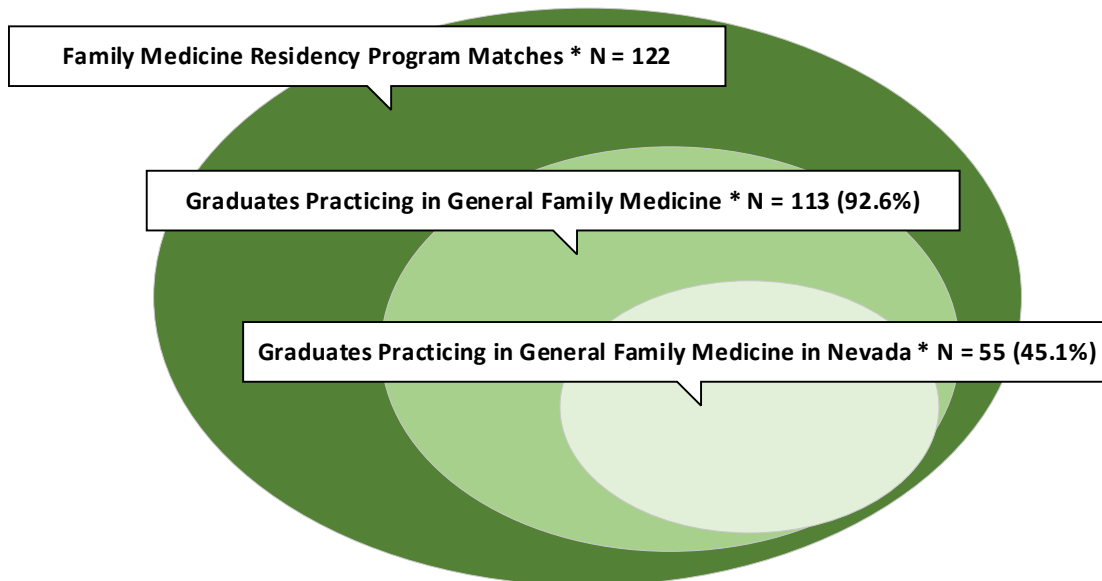 Family Medicine Residency Program Matches * N = 122
Graduates Practicing in General Family Medicine * N = 113 (92.6%)
Graduates Practicing in General Family Medicine in Nevada * N = 55 (45.1%)